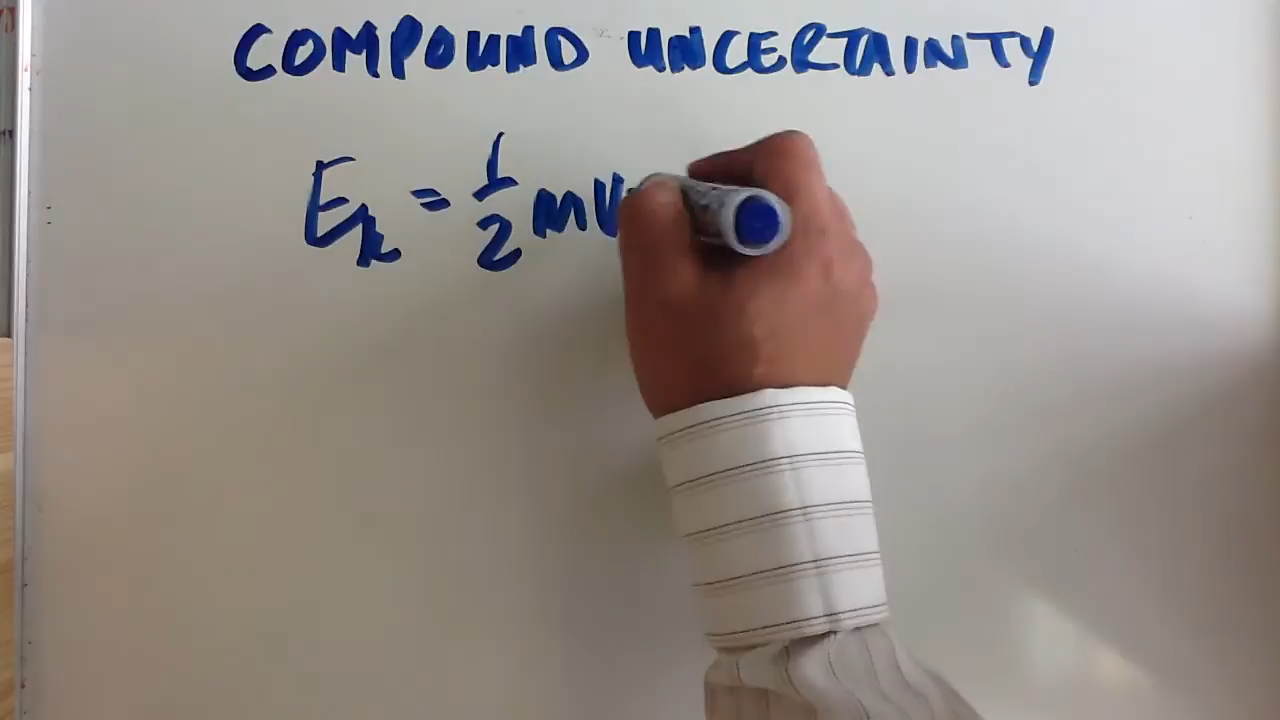 COMPOUND UNCERTAINTY
Ek = 1/2 mv